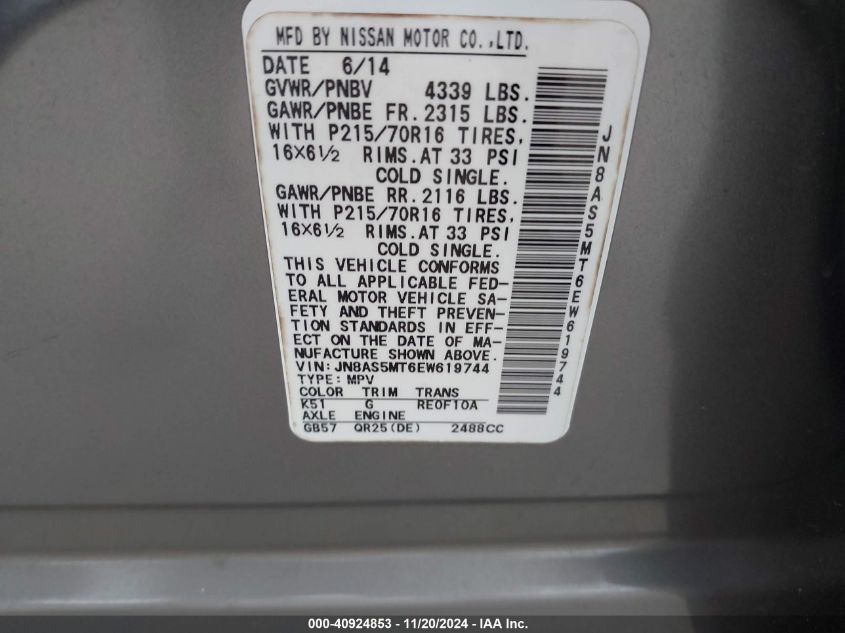 MFD BY NISSAN MOTOR CO.,LTD.
DATE 6/14
GVWR/PNBV 4339 LBS.
GAWR/PNBE FR. 2315 LBS.
WITH P215/70R16 TIRES,
16X6½ RIMS.AT 33 PSI
COLD SINGLE.
GAWR/PNBE RR. 2116 LBS.
WITH P215/70R16 TIRES,
16X6½ RIMS.AT 33 PSI
COLD SINGLE.
THIS VEHICLE CONFORMS
TO ALL APPLICABLE FED-
ERAL MOTOR VEHICLE SA-
FETY AND THEFT PREVEN-
TION STANDARDS IN EFF-
ECT ON THE DATE OF MA-
NUFACTURE SHOWN ABOVE.
VIN: JN8AS5MT6EW619744
TYPE: MPV
COLOR TRIM TRANS
K51 G RE0F10A
AXLE ENGINE
GB57 QR25(DE) 2488CC
JN8AS5MT6EW619744
000-40924853 - 11/20/2024 - IAA Inc.